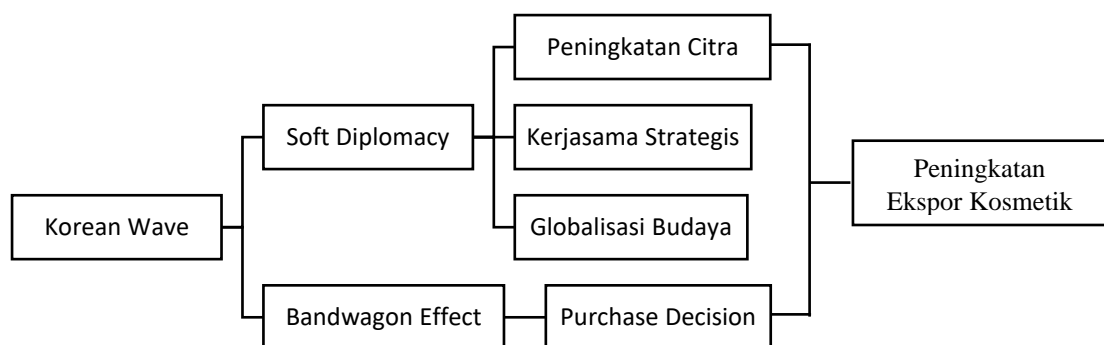 Peningkatan Citra
Soft Diplomacy
Kerjasama Strategis
Peningkatan
Ekspor Kosmetik
Korean Wave
Globalisasi Budaya
Bandwagon Effect
Purchase Decision